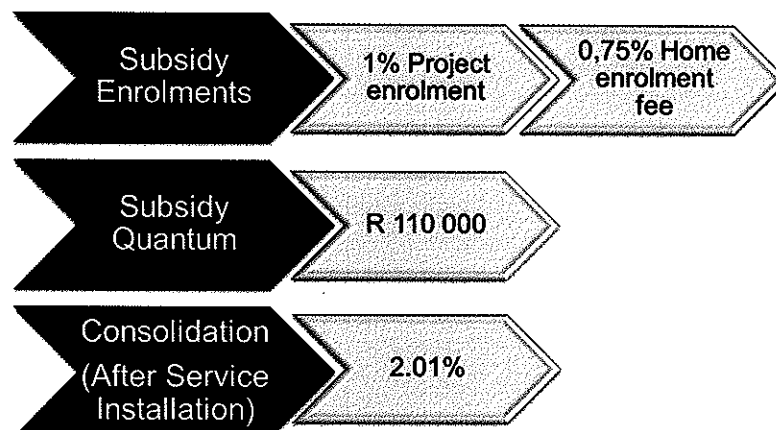 Subsidy
Enrolments
1% Project
enrolment
0,75% Home
enrolment
fee
Subsidy
Quantum
R 110 000
Consolidation
(After Service
Installation)
2.01%